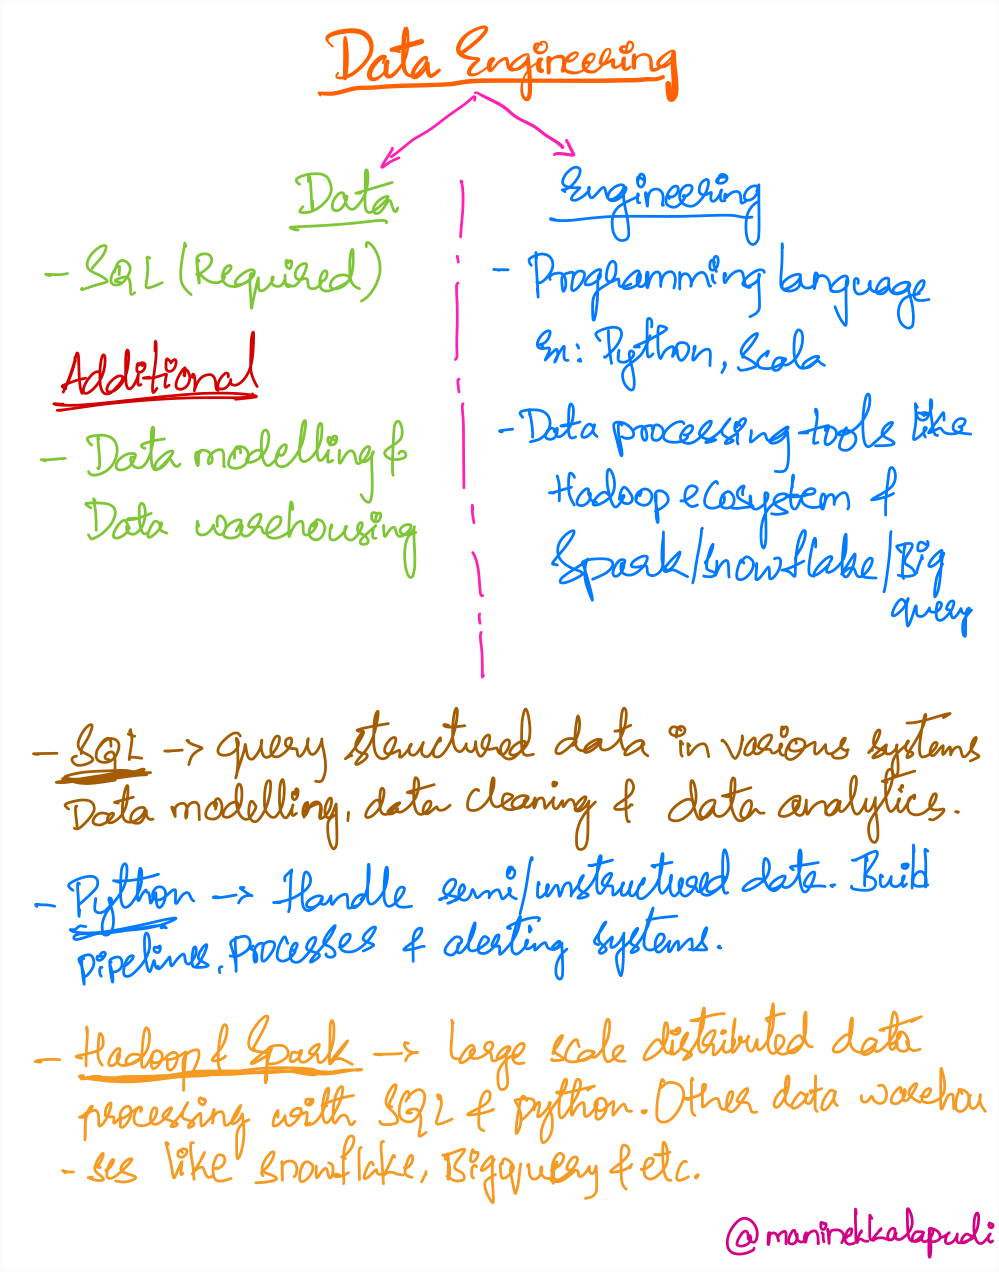 Data Engineering
Data
- SQL (Required)
Additional
- Data modelling &
Data warehousing
Engineering
- Programming language
Ex: Python, Scala
- Data processing tools like
Hadoop ecosystem &
Spark/snowflake/Big
query
- SQL -> query structured data in various systems
Data modelling, data cleaning & data analytics.
- Python -> Handle semi/unstructured data. Build
pipelines, processes & alerting systems.
- Hadoop & Spark -> Large scale distributed data
processing with SQL & python. Other data warehou
- ses like snowflake, Bigquery & etc.
@maninekkalapudi